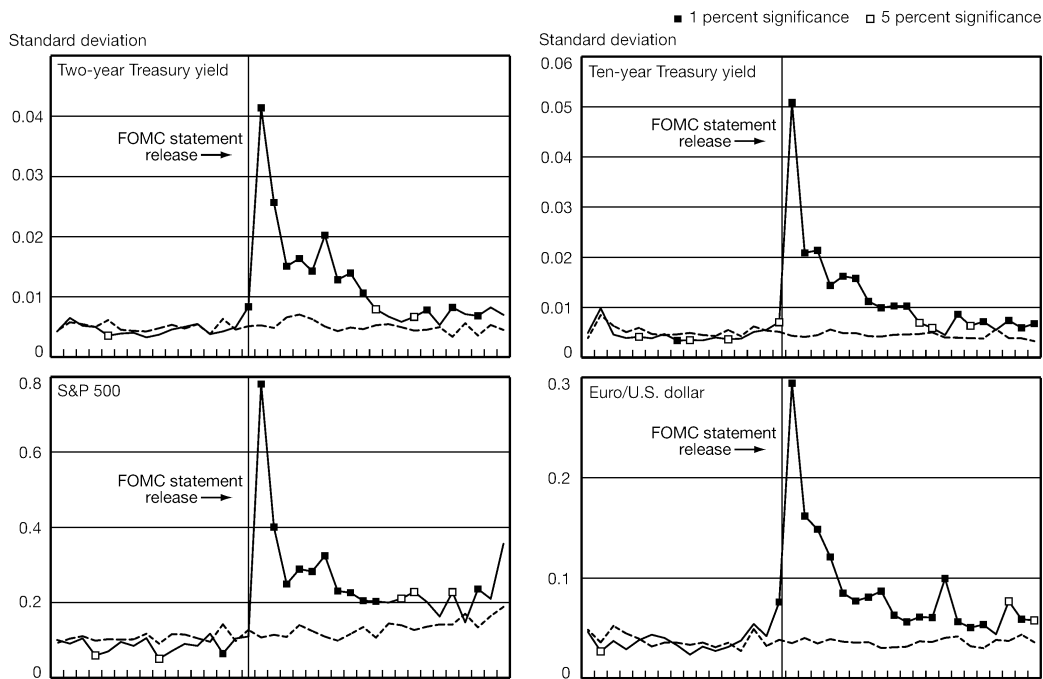 ■ 1 percent significance □ 5 percent significance
Standard deviation
Two-year Treasury yield
0.04
0.03
0.02
0.01
0
FOMC statement
release
Standard deviation
Ten-year Treasury yield
0.06
0.05
0.04
0.03
0.02
0.01
0
FOMC statement
release
S&P 500
0.8
0.6
0.4
0.2
0
FOMC statement
release
Euro/U.S. dollar
0.3
0.2
0.1
0
FOMC statement
release